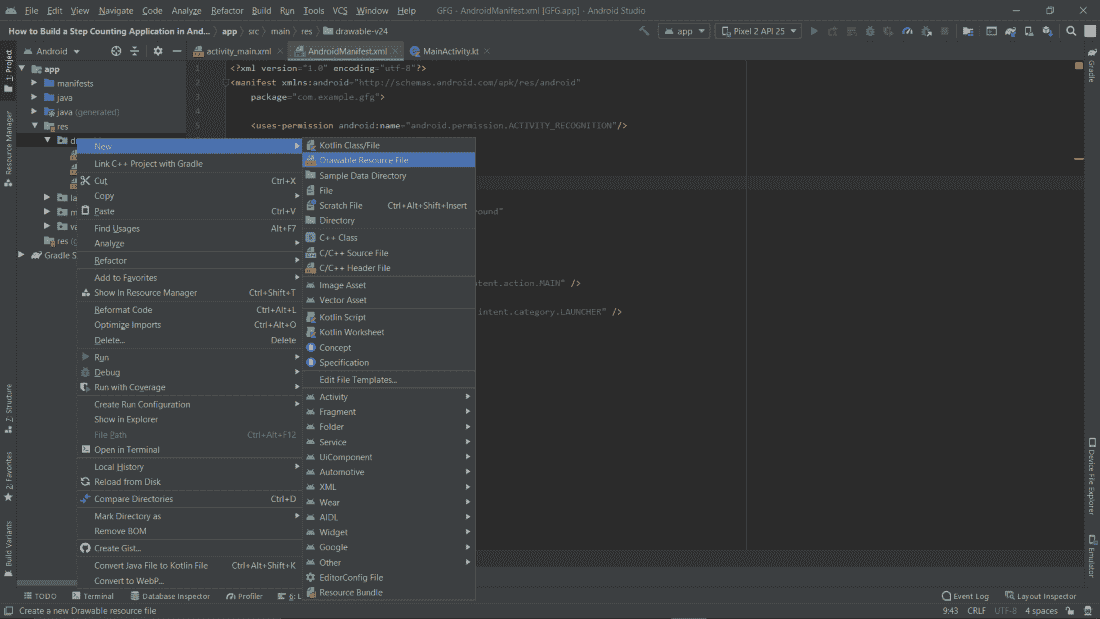 File Edit View Navigate Code Analyze Refactor Build Run Tools VCS Window Help GFG - AndroidManifest.xml [GFG.app] - Android Studio
How to Build a Step Counting Application in And... app src main res drawable-v24 app Pixel 2 API 25
Android activity_main.xml AndroidManifest.xml MainActivity.kt
1: Project
Resource Manager
Z: Structure
2: Favorites
Build Variants
Gradle
Device File Explorer
Emulator
app
manifests
java
java (generated)
res
Gradle S
1 <?xml version="1.0" encoding="utf-8"?>
2 <manifest xmlns:android="http://schemas.android.com/apk/res/android"
3 package="com.example.gfg">
4
5 <uses-permission android:name="android.permission.ACTIVITY_RECOGNITION"/>
ound"
ntent.action.MAIN" />
intent.category.LAUNCHER" />
New
Link C++ Project with Gradle
Cut Ctrl+X
Copy
Paste Ctrl+V
Find Usages Alt+F7
Analyze
Refactor
Add to Favorites
Show In Resource Manager Ctrl+Shift+T
Reformat Code Ctrl+Alt+L
Optimize Imports Ctrl+Alt+O
Delete... Delete
Run
Debug
Run with Coverage
Create Run Configuration
Show in Explorer
File Path Ctrl+Alt+F12
Open in Terminal
Local History
Reload from Disk
Compare Directories Ctrl+D
Mark Directory as
Remove BOM
Create Gist...
Convert Java File to Kotlin File Ctrl+Alt+Shift+K
Convert to WebP...
Kotlin Class/File
Drawable Resource File
Sample Data Directory
File
Scratch File Ctrl+Alt+Shift+Insert
Directory
C++ Class
C/C++ Source File
C/C++ Header File
Image Asset
Vector Asset
Kotlin Script
Kotlin Worksheet
Concept
Specification
Edit File Templates...
Activity
Fragment
Folder
Service
UiComponent
Automotive
XML
Wear
AIDL
Widget
Google
Other
EditorConfig File
Resource Bundle
TODO Terminal Database Inspector Profiler Event Log Layout Inspector
Create a new Drawable resource file 9:43 CRLF UTF-8 4 spaces